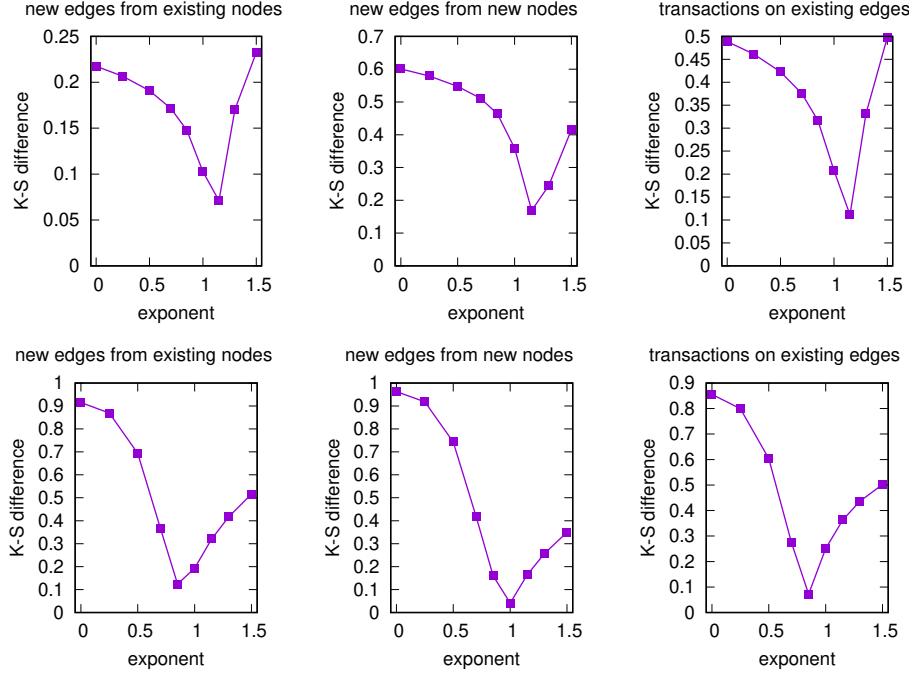 new edges from existing nodes
K-S difference
0.25
0.2
0.15
0.1
0.05
0
0 0.5 1 1.5
exponent
new edges from new nodes
K-S difference
0.7
0.6
0.5
0.4
0.3
0.2
0.1
0
0 0.5 1 1.5
exponent
transactions on existing edges
K-S difference
0.5
0.45
0.4
0.35
0.3
0.25
0.2
0.15
0.1
0.05
0
0 0.5 1 1.5
exponent
new edges from existing nodes
K-S difference
1
0.9
0.8
0.7
0.6
0.5
0.4
0.3
0.2
0.1
0
0 0.5 1 1.5
exponent
new edges from new nodes
K-S difference
1
0.9
0.8
0.7
0.6
0.5
0.4
0.3
0.2
0.1
0
0 0.5 1 1.5
exponent
transactions on existing edges
K-S difference
0.9
0.8
0.7
0.6
0.5
0.4
0.3
0.2
0.1
0
0 0.5 1 1.5
exponent